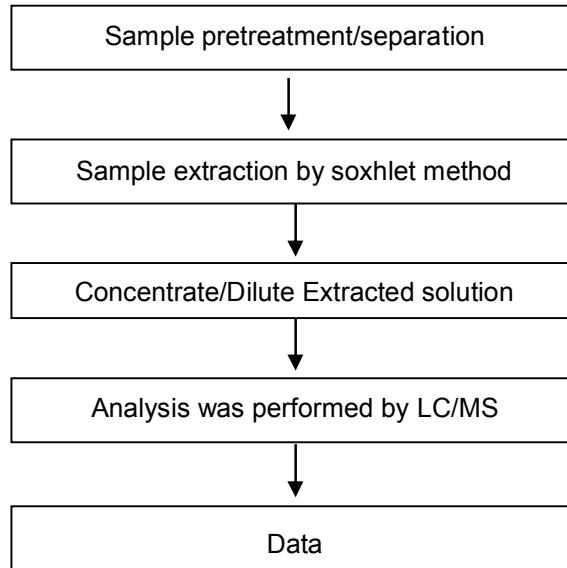 Sample pretreatment/separation
Sample extraction by soxhlet method
Concentrate/Dilute Extracted solution
Analysis was performed by LC/MS
Data